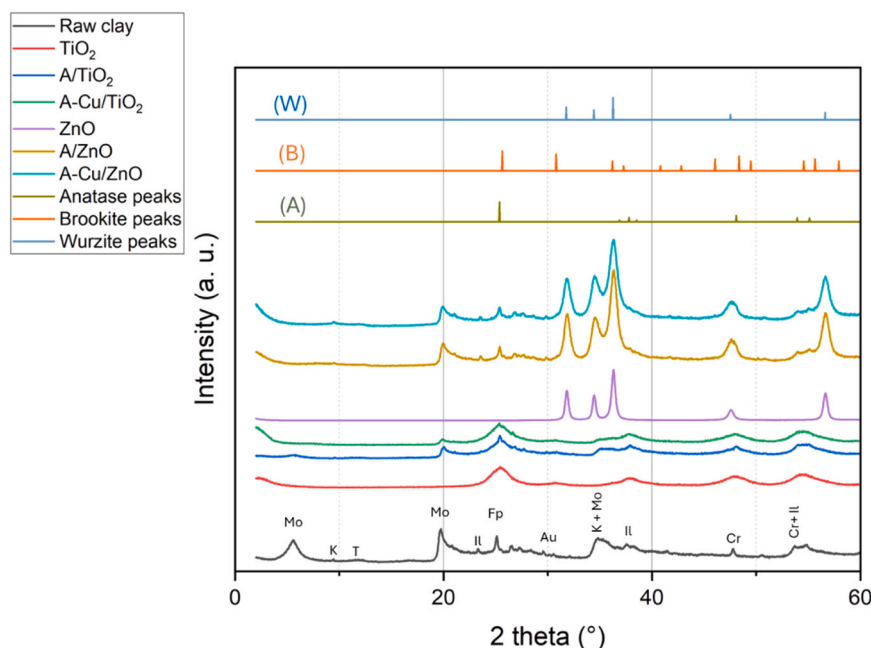 Raw clay
TiO₂
A/TiO₂
A-Cu/TiO₂
ZnO
A/ZnO
A-Cu/ZnO
Anatase peaks
Brookite peaks
Wurzite peaks
(W)
(B)
(A)
Intensity (a. u.)
Mo
K
T
Mo
Il
Fp
Au
K + Mo
Il
Cr
Cr+ Il
0
20
40
60
2 theta (°)